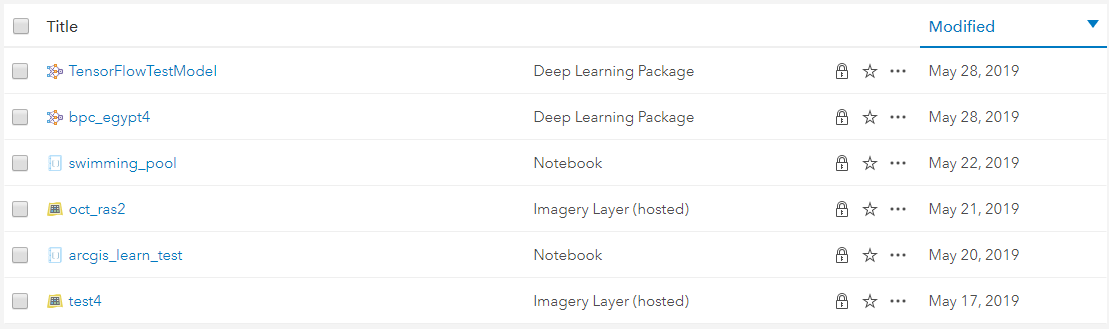 Title Modified
TensorFlowTestModel Deep Learning Package May 28, 2019
bpc_egypt4 Deep Learning Package May 28, 2019
swimming_pool Notebook May 22, 2019
oct_ras2 Imagery Layer (hosted) May 21, 2019
arcgis_learn_test Notebook May 20, 2019
test4 Imagery Layer (hosted) May 17, 2019